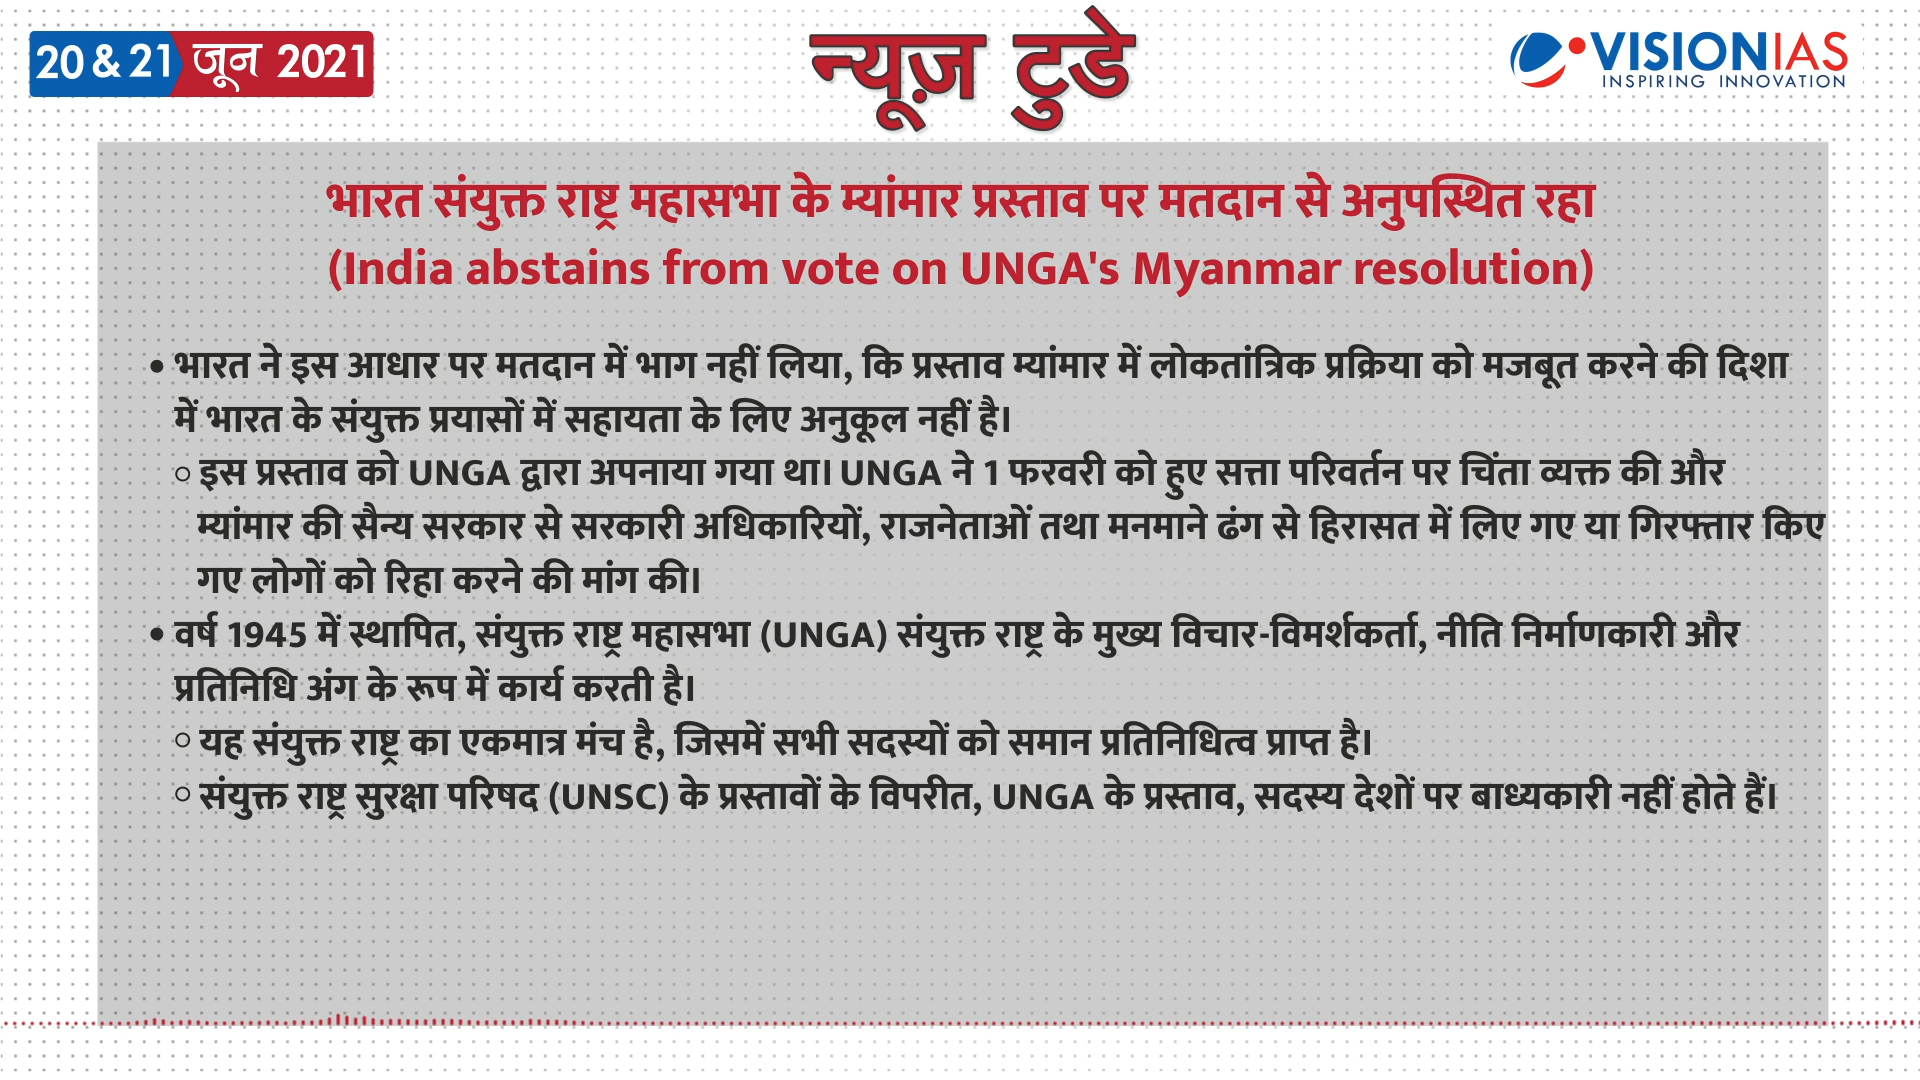 20 & 21 जून 2021
न्यूज़ टुडे
VISIONIAS
INSPIRING INNOVATION
भारत संयुक्त राष्ट्र महासभा के म्यांमार प्रस्ताव पर मतदान से अनुपस्थित रहा
(India abstains from vote on UNGA's Myanmar resolution)
• भारत ने इस आधार पर मतदान में भाग नहीं लिया, कि प्रस्ताव म्यांमार में लोकतांत्रिक प्रक्रिया को मजबूत करने की दिशा
में भारत के संयुक्त प्रयासों में सहायता के लिए अनुकूल नहीं है।
○ इस प्रस्ताव को UNGA द्वारा अपनाया गया था। UNGA ने 1 फरवरी को हुए सत्ता परिवर्तन पर चिंता व्यक्त की और
म्यांमार की सैन्य सरकार से सरकारी अधिकारियों, राजनेताओं तथा मनमाने ढंग से हिरासत में लिए गए या गिरफ्तार किए
गए लोगों को रिहा करने की मांग की।
• वर्ष 1945 में स्थापित, संयुक्त राष्ट्र महासभा (UNGA) संयुक्त राष्ट्र के मुख्य विचार-विमर्शकर्ता, नीति निर्माणकारी और
प्रतिनिधि अंग के रूप में कार्य करती है।
○ यह संयुक्त राष्ट्र का एकमात्र मंच है, जिसमें सभी सदस्यों को समान प्रतिनिधित्व प्राप्त है।
○ संयुक्त राष्ट्र सुरक्षा परिषद (UNSC) के प्रस्तावों के विपरीत, UNGA के प्रस्ताव, सदस्य देशों पर बाध्यकारी नहीं होते हैं।